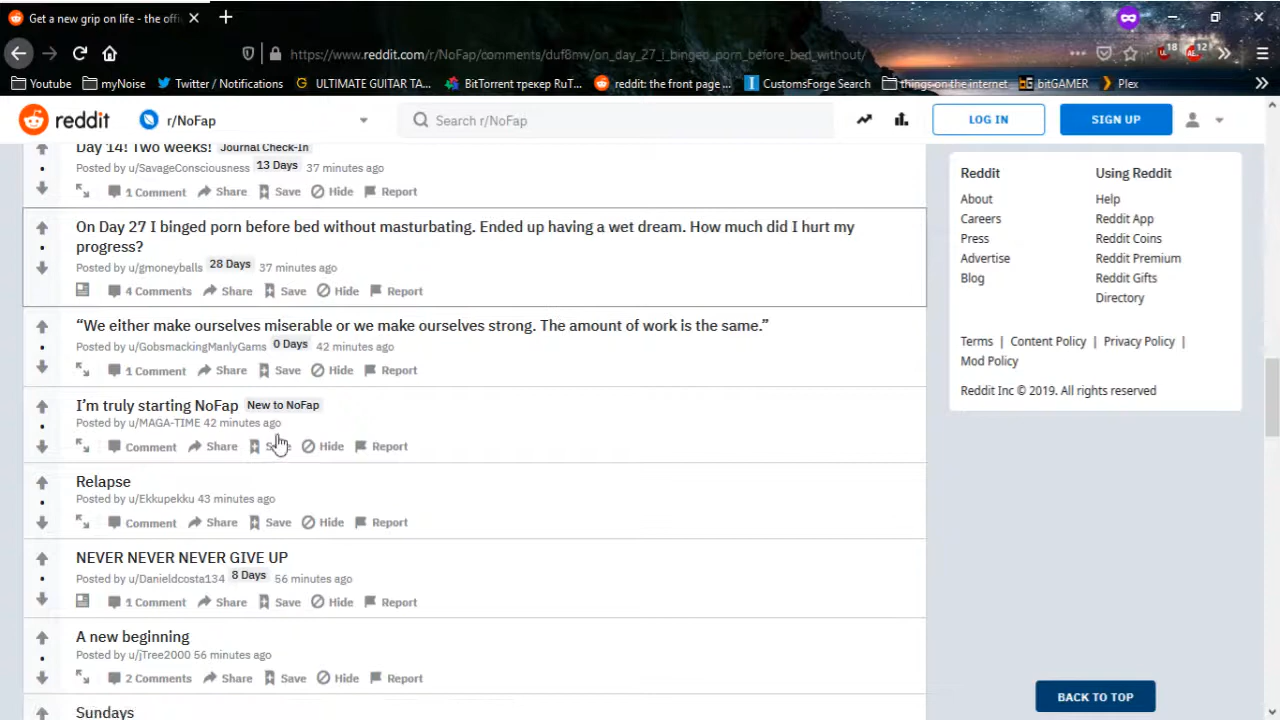 Get a new grip on life - the offi
https://www.reddit.com/r/NoFap/comments/duf8mv/on_day_27_i_binged_porn_before_bed_without/
18
12
Youtube
myNoise
Twitter / Notifications
ULTIMATE GUITAR TA...
BitTorrent трекер RuT...
reddit: the front page ...
CustomsForge Search
things on the internet
bitGAMER
Plex
reddit
r/NoFap
Search r/NoFap
LOG IN
SIGN UP
Day 14! Two weeks! Journal Check-In
Posted by u/SavageConsciousness 13 Days 37 minutes ago
1 Comment Share Save Hide Report
On Day 27 I binged porn before bed without masturbating. Ended up having a wet dream. How much did I hurt my
progress?
Posted by u/gmoneyballs 28 Days 37 minutes ago
4 Comments Share Save Hide Report
“We either make ourselves miserable or we make ourselves strong. The amount of work is the same.”
Posted by u/GobsmackingManlyGams 0 Days 42 minutes ago
1 Comment Share Save Hide Report
I’m truly starting NoFap New to NoFap
Posted by u/MAGA-TIME 42 minutes ago
Comment Share Hide Report
Relapse
Posted by u/Ekkupekku 43 minutes ago
Comment Share Save Hide Report
NEVER NEVER NEVER GIVE UP
Posted by u/Danieldcosta134 8 Days 56 minutes ago
1 Comment Share Save Hide Report
A new beginning
Posted by u/jTree2000 56 minutes ago
2 Comments Share Save Hide Report
Sundays
Reddit
Using Reddit
About
Help
Careers
Reddit App
Press
Reddit Coins
Advertise
Reddit Premium
Blog
Reddit Gifts
Directory
Terms | Content Policy | Privacy Policy |
Mod Policy
Reddit Inc © 2019. All rights reserved
BACK TO TOP